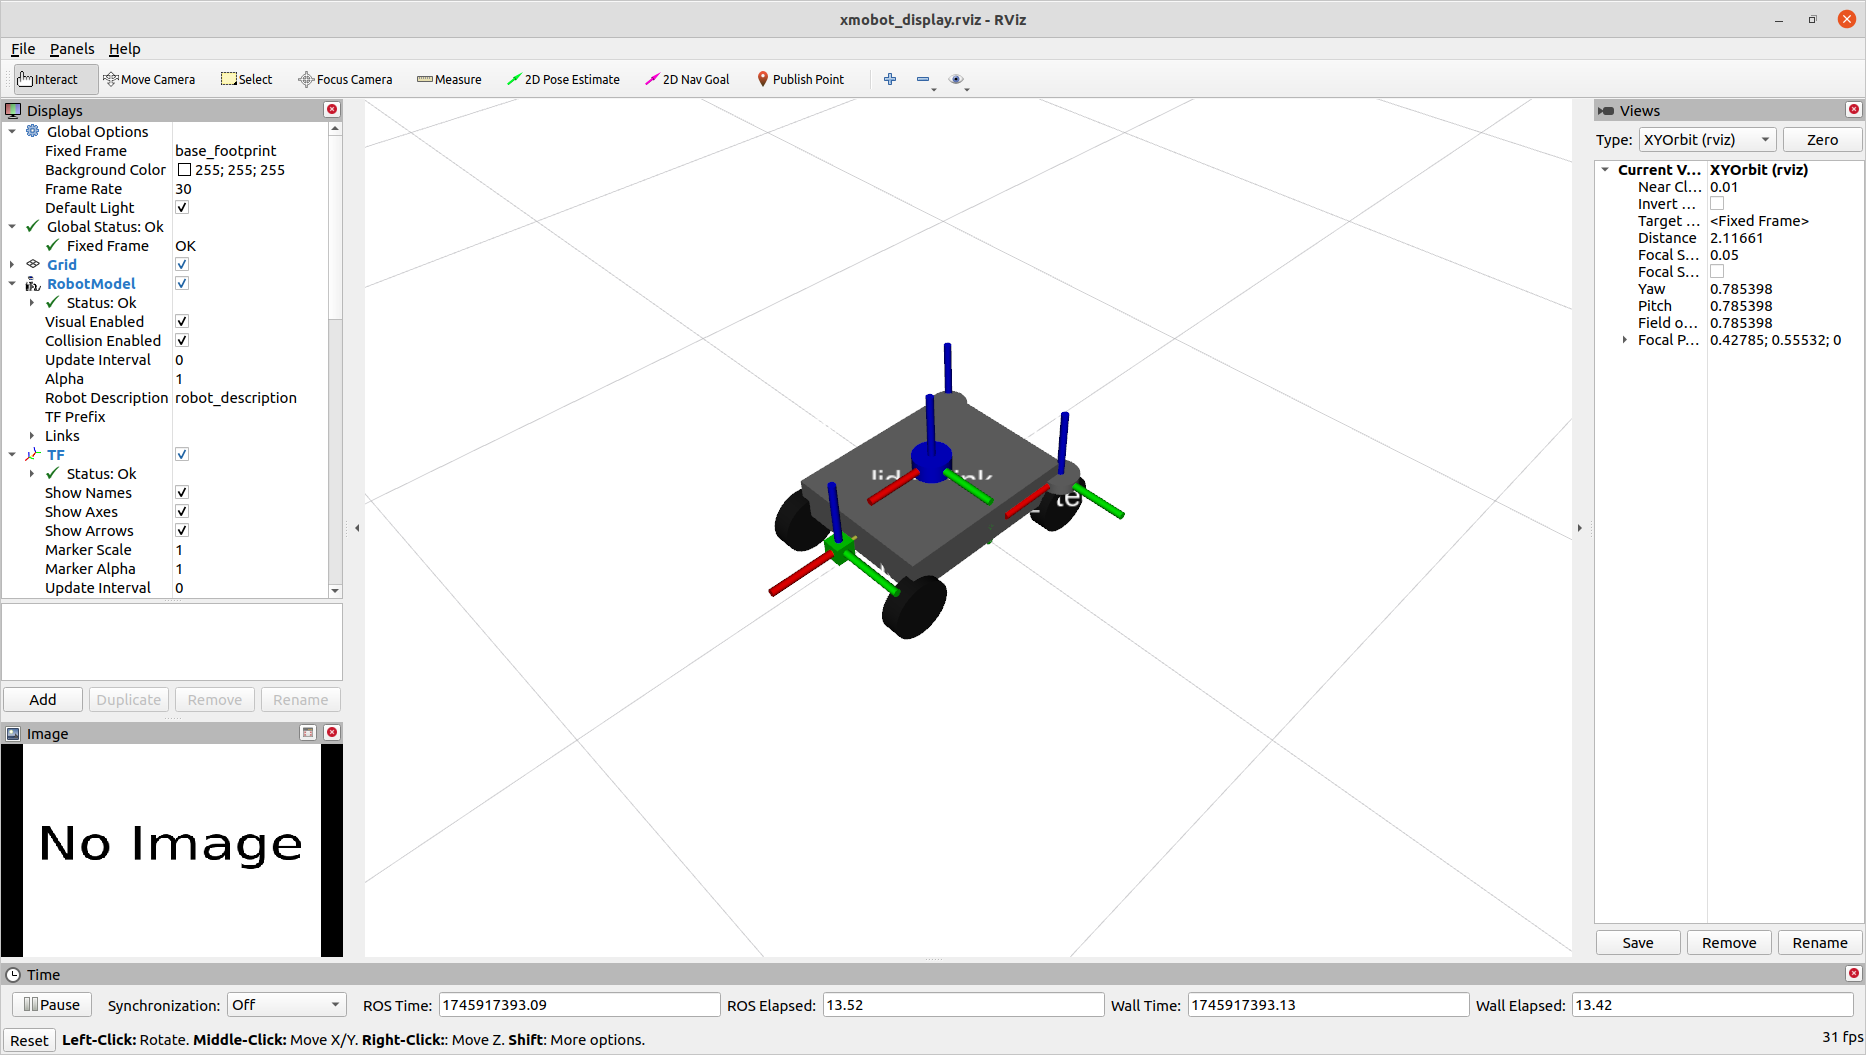 xmobot_display.rviz - RViz
File Panels Help
Interact Move Camera Select Focus Camera Measure 2D Pose Estimate 2D Nav Goal Publish Point
Displays
Global Options
Fixed Frame base_footprint
Background Color 255; 255; 255
Frame Rate 30
Default Light
Global Status: Ok
Fixed Frame OK
Grid
RobotModel
Status: Ok
Visual Enabled
Collision Enabled
Update Interval 0
Alpha 1
Robot Description robot_description
TF Prefix
Links
TF
Status: Ok
Show Names
Show Axes
Show Arrows
Marker Scale 1
Marker Alpha 1
Update Interval 0
Add Duplicate Remove Rename
Image
No Image
Views
Type: XYOrbit (rviz) Zero
Current V... XYOrbit (rviz)
Near Cl... 0.01
Invert ...
Target ... <Fixed Frame>
Distance 2.11661
Focal S... 0.05
Focal S...
Yaw 0.785398
Pitch 0.785398
Field o... 0.785398
Focal P... 0.42785; 0.55532; 0
Save Remove Rename
Time
Pause Synchronization: Off ROS Time: 1745917393.09 ROS Elapsed: 13.52 Wall Time: 1745917393.13 Wall Elapsed: 13.42
Reset Left-Click: Rotate. Middle-Click: Move X/Y. Right-Click:: Move Z. Shift: More options. 31 fps